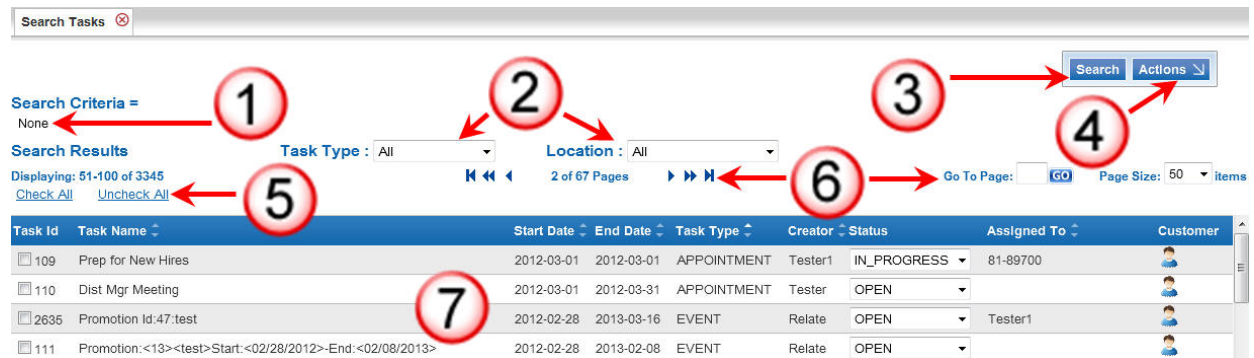 Search Tasks
Search Actions
3
4
1
2
Search Criteria =
None
Search Results Task Type : All Location : All
Displaying: 51-100 of 3345 2 of 67 Pages 6 Go To Page: GO Page Size: 50 items
Check All Uncheck All 5
Task Id Task Name Start Date End Date Task Type Creator Status Assigned To Customer
109 Prep for New Hires 2012-03-01 2012-03-01 APPOINTMENT Tester1 IN_PROGRESS 81-89700
110 Dist Mgr Meeting 2012-03-01 2012-03-31 APPOINTMENT Tester OPEN
7
2635 Promotion Id:47:test 2012-02-28 2013-03-16 EVENT Relate OPEN Tester1
111 Promotion:<13><test>Start:<02/28/2012>-End:<02/08/2013> 2012-02-28 2013-02-08 EVENT Relate OPEN